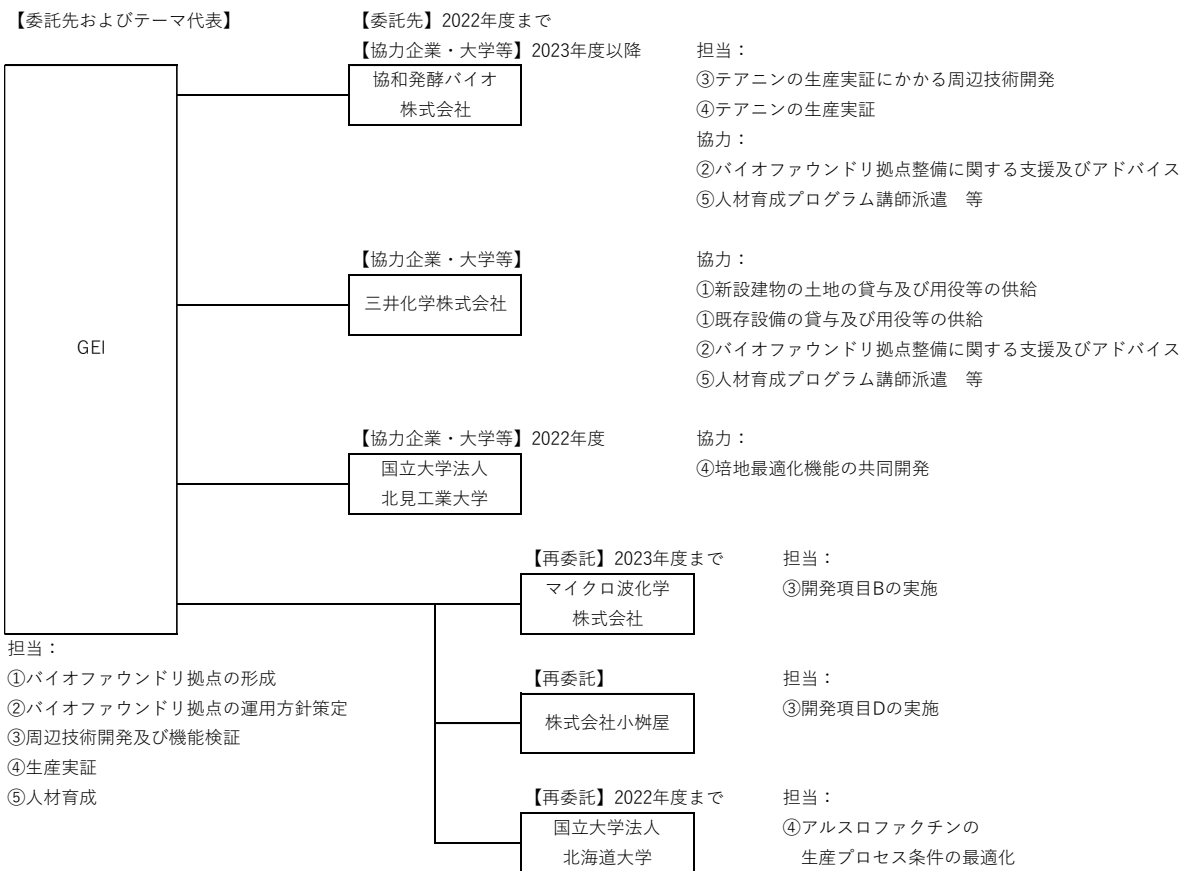 【委託先およびテーマ代表】
【委託先】2022年度まで
【協力企業・大学等】2023年度以降
協和発酵バイオ
株式会社
担当：
③テアニンの生産実証にかかる周辺技術開発
④テアニンの生産実証
協力：
②バイオファウンドリ拠点整備に関する支援及びアドバイス
⑤人材育成プログラム講師派遣　等
GEI
【協力企業・大学等】
三井化学株式会社
協力：
①新設建物の土地の貸与及び用役等の供給
①既存設備の貸与及び用役等の供給
②バイオファウンドリ拠点整備に関する支援及びアドバイス
⑤人材育成プログラム講師派遣　等
【協力企業・大学等】2022年度
国立大学法人
北見工業大学
協力：
④培地最適化機能の共同開発
【再委託】2023年度まで
マイクロ波化学
株式会社
担当：
③開発項目Bの実施
担当：
①バイオファウンドリ拠点の形成
②バイオファウンドリ拠点の運用方針策定
③周辺技術開発及び機能検証
④生産実証
⑤人材育成
【再委託】
株式会社小桝屋
担当：
③開発項目Dの実施
【再委託】2022年度まで
国立大学法人
北海道大学
担当：
④アルスロファクチンの
生産プロセス条件の最適化